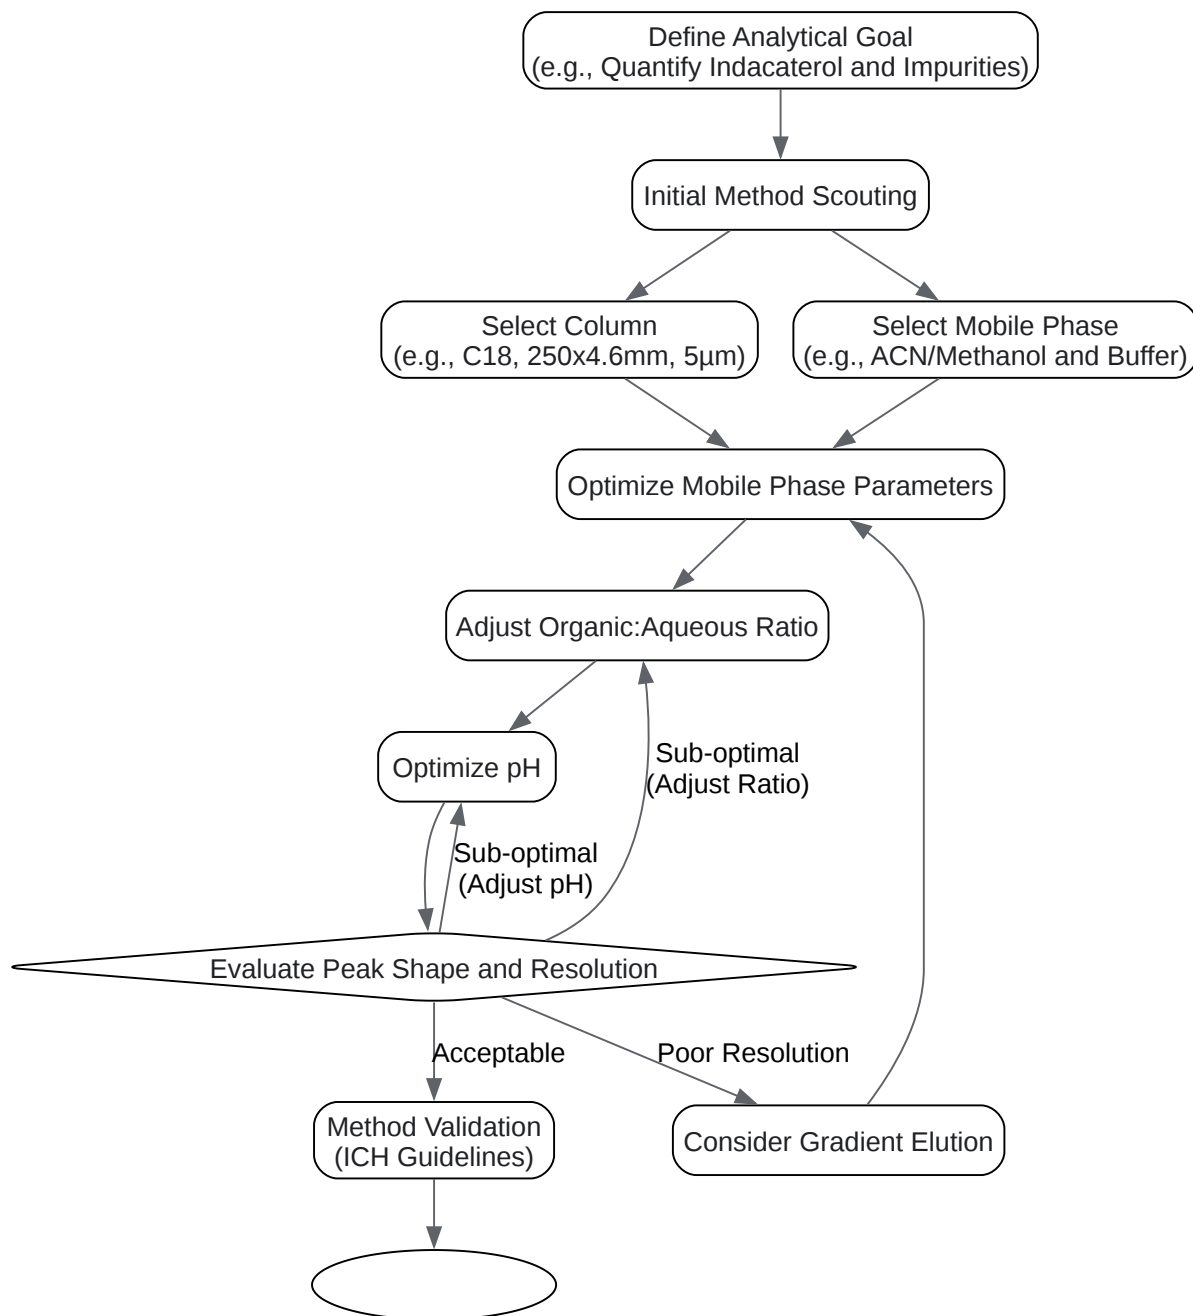 Define Analytical Goal
(e.g., Quantify Indacaterol and Impurities)
Initial Method Scouting
Select Column
(e.g., C18, 250x4.6mm, 5µm)
Select Mobile Phase
(e.g., ACN/Methanol and Buffer)
Optimize Mobile Phase Parameters
Adjust Organic:Aqueous Ratio
Optimize pH
Sub-optimal
(Adjust Ratio)
Sub-optimal
(Adjust pH)
Evaluate Peak Shape and Resolution
Acceptable
Poor Resolution
Method Validation
(ICH Guidelines)
Consider Gradient Elution